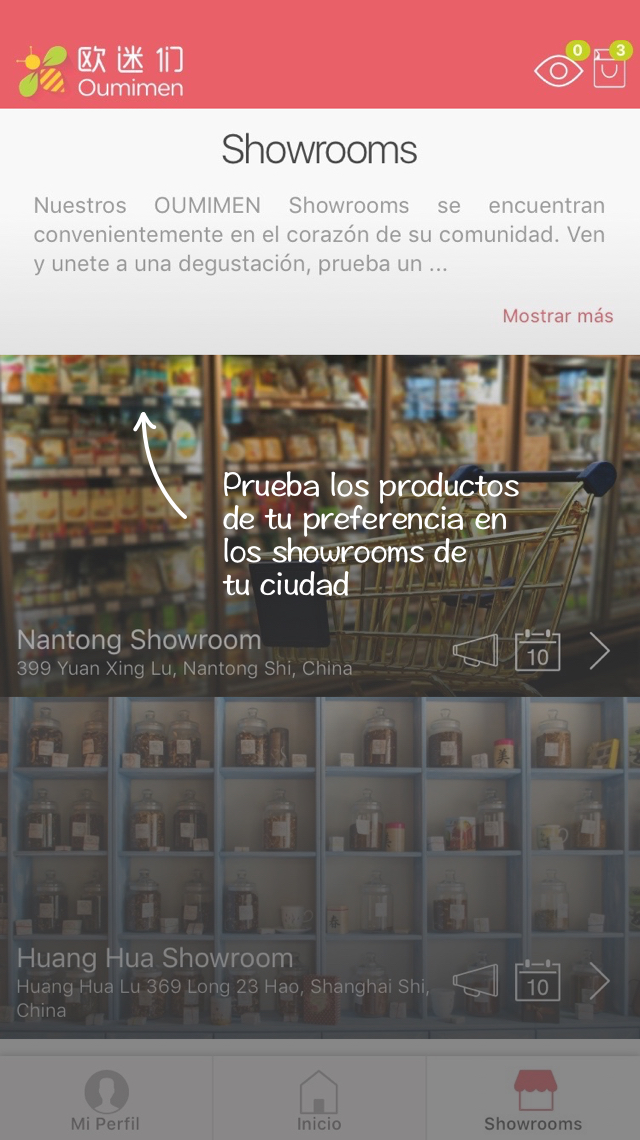 欧迷们
Oumimen
0
3
Showrooms
Nuestros OUMIMEN Showrooms se encuentran
convenientemente en el corazón de su comunidad. Ven
y unete a una degustación, prueba un ...
Mostrar más
Prueba los productos
de tu preferencia en
los showrooms de
tu ciudad
Nantong Showroom
399 Yuan Xing Lu, Nantong Shi, China
10
Huang Hua Showroom
Huang Hua Lu 369 Long 23 Hao, Shanghai Shi,
China
10
Mi Perfil
Inicio
Showrooms